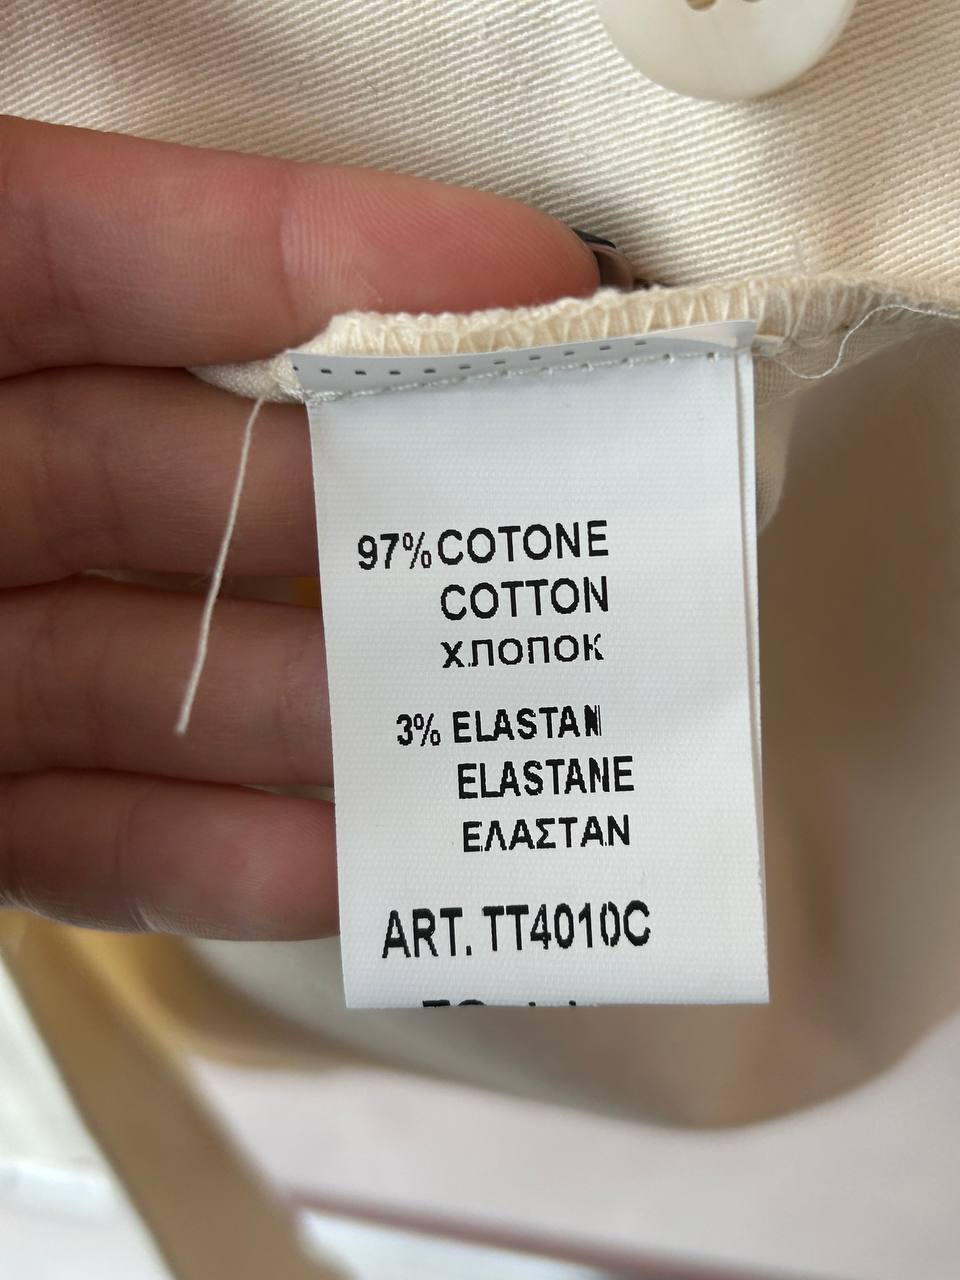 97% COTONE
COTTON
ХЛОПОК
3% ELASTAN
ELASTANE
ΕΛΑΣΤΑΝ
ART. TT4010C